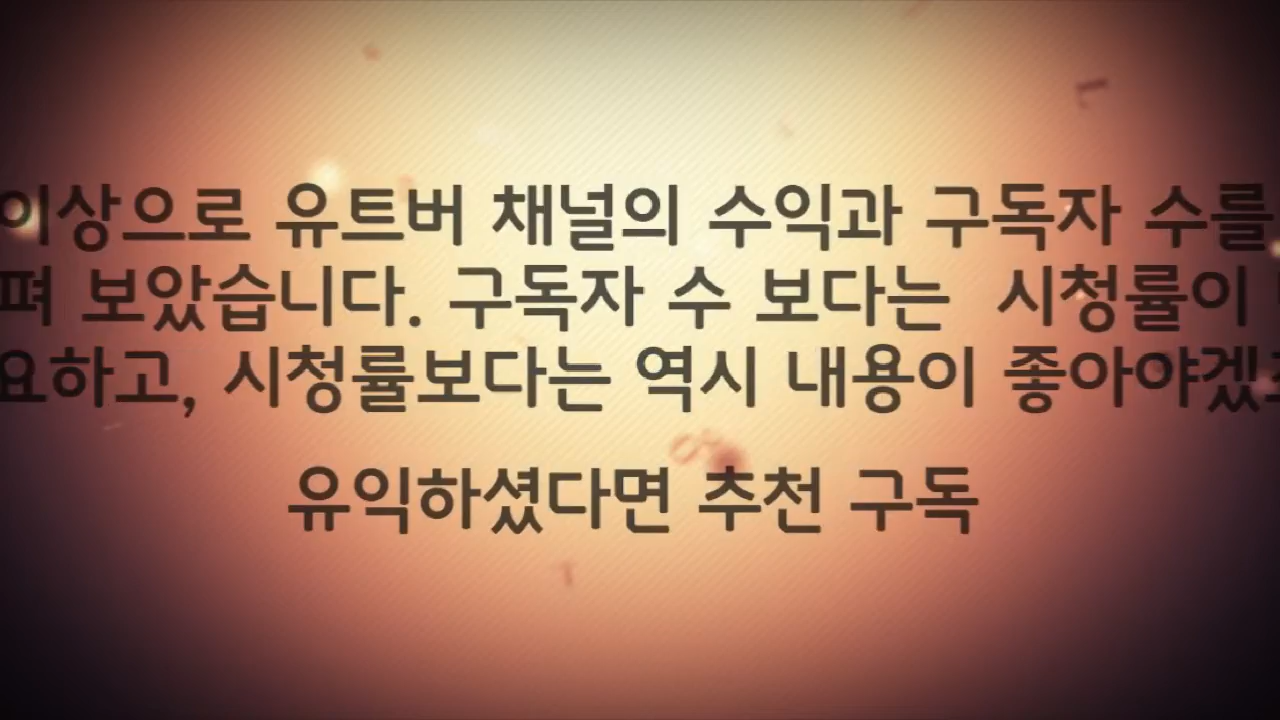 이상으로 유트버 채널의 수익과 구독자 수를
펴 보았습니다. 구독자 수 보다는 시청률이
요하고, 시청률보다는 역시 내용이 좋아야겠
유익하셨다면 추천 구독